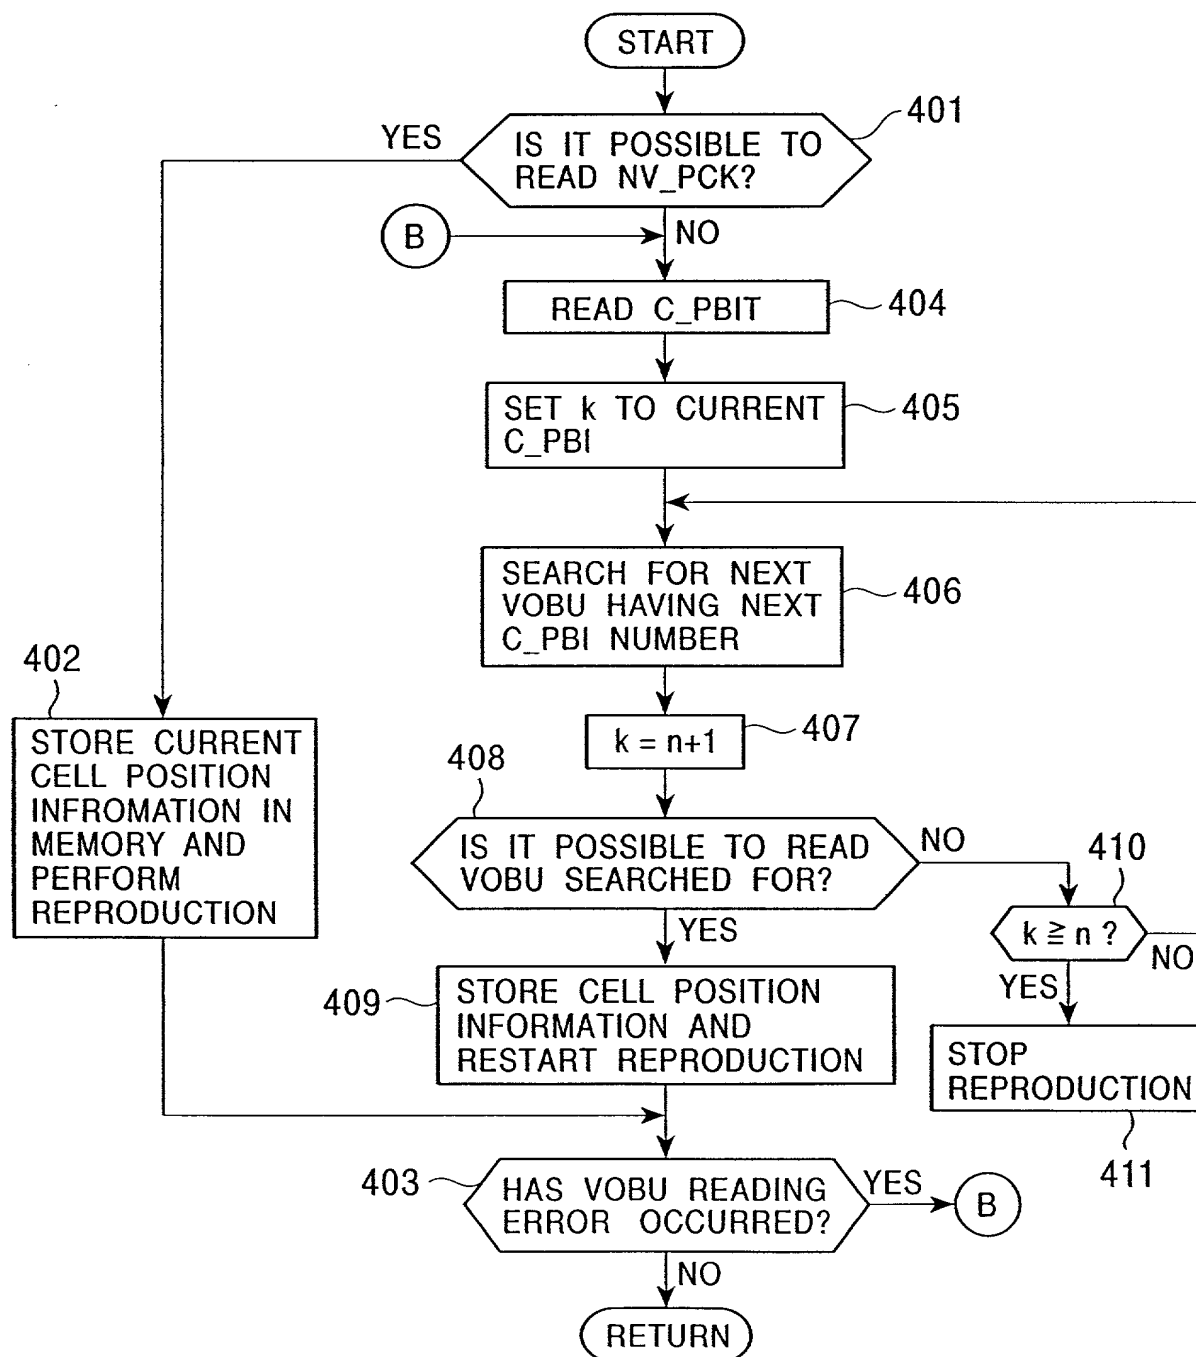 START
401
YES
IS IT POSSIBLE TO
READ NV_PCK?
B
NO
READ C_PBIT
404
SET k TO CURRENT
C_PBI
405
SEARCH FOR NEXT
VOBU HAVING NEXT
C_PBI NUMBER
406
402
STORE CURRENT
CELL POSITION
INFROMATION IN
MEMORY AND
PERFORM
REPRODUCTION
k = n+1
407
408
IS IT POSSIBLE TO READ
VOBU SEARCHED FOR?
NO
410
k ≧ n ?
NO
YES
YES
409
STORE CELL POSITION
INFORMATION AND
RESTART REPRODUCTION
STOP
REPRODUCTION
411
403
HAS VOBU READING
ERROR OCCURRED?
YES
B
NO
RETURN